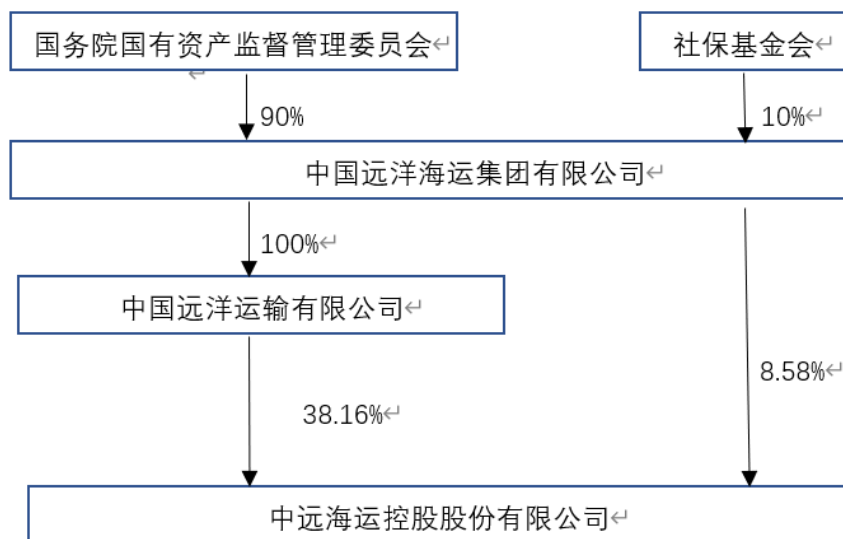 国务院国有资产监督管理委员会↵
社保基金会↵
↵
90%
10%↵
中国远洋海运集团有限公司↵
100%↵
中国远洋运输有限公司↵
8.58%↵
38.16%↵
中远海运控股股份有限公司↵